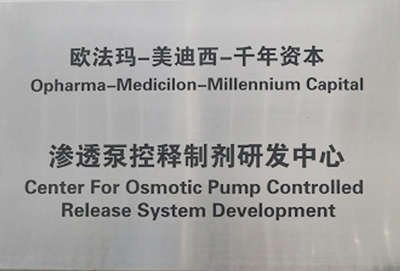 欧法玛-美迪西-千年资本
Opharma-Medicilon-Millennium Capital
渗透泵控释制剂研发中心
Center For Osmotic Pump Controlled
Release System Development